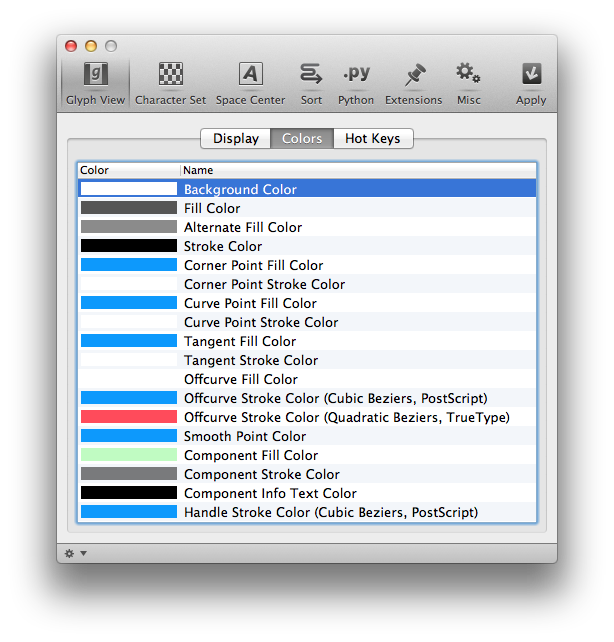 g A .py
Glyph View Character Set Space Center Sort Python Extensions Misc Apply
Display Colors Hot Keys
Color Name
Background Color
Fill Color
Alternate Fill Color
Stroke Color
Corner Point Fill Color
Corner Point Stroke Color
Curve Point Fill Color
Curve Point Stroke Color
Tangent Fill Color
Tangent Stroke Color
Offcurve Fill Color
Offcurve Stroke Color (Cubic Beziers, PostScript)
Offcurve Stroke Color (Quadratic Beziers, TrueType)
Smooth Point Color
Component Fill Color
Component Stroke Color
Component Info Text Color
Handle Stroke Color (Cubic Beziers, PostScript)